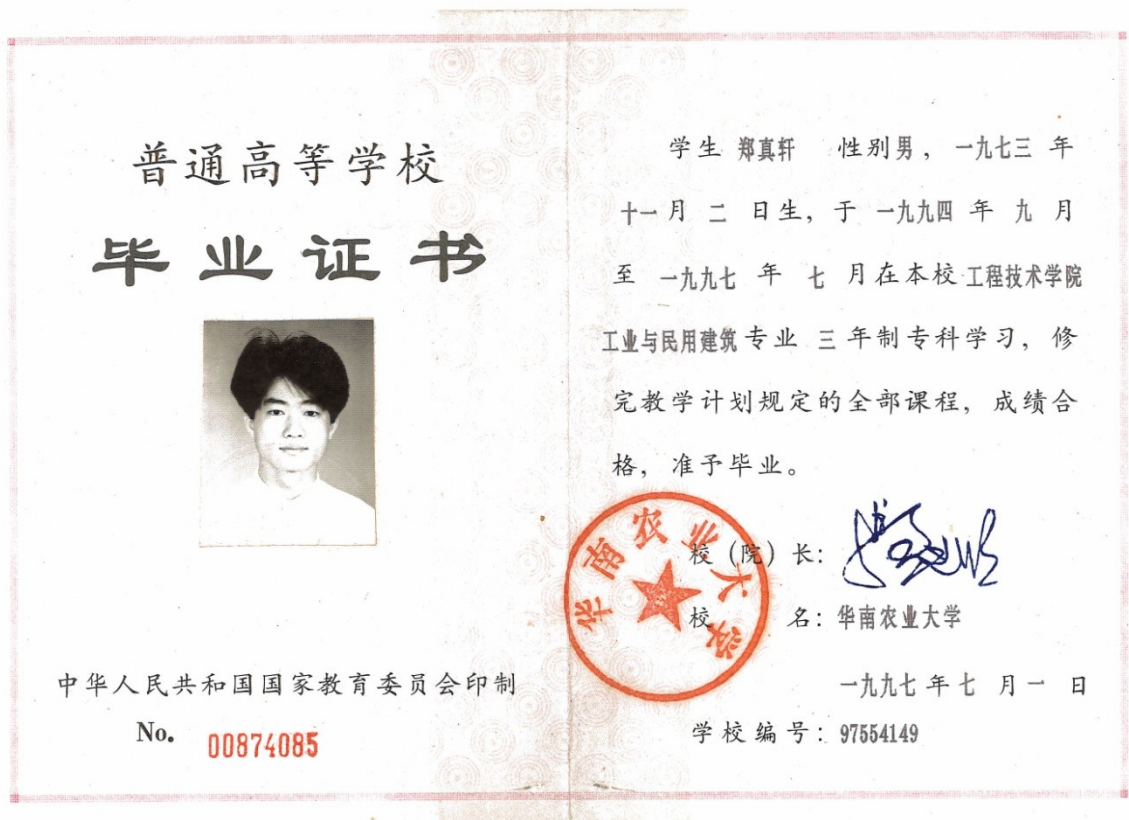 普通高等学校
毕业证书
中华人民共和国国家教育委员会印制
No. 00874085
学生 郑真轩 性别男，一九七三 年
十一月 二 日生，于 一九九四 年 九 月
至 一九九七 年 七 月在本校工程技术学院
工业与民用建筑专业 三 年制专科学习，修
完教学计划规定的全部课程，成绩合
格，准予毕业。
校（院）长：
校 名：华南农业大学
华南农业大学
一九九七 年 七 月 一 日
学校编号：97554149